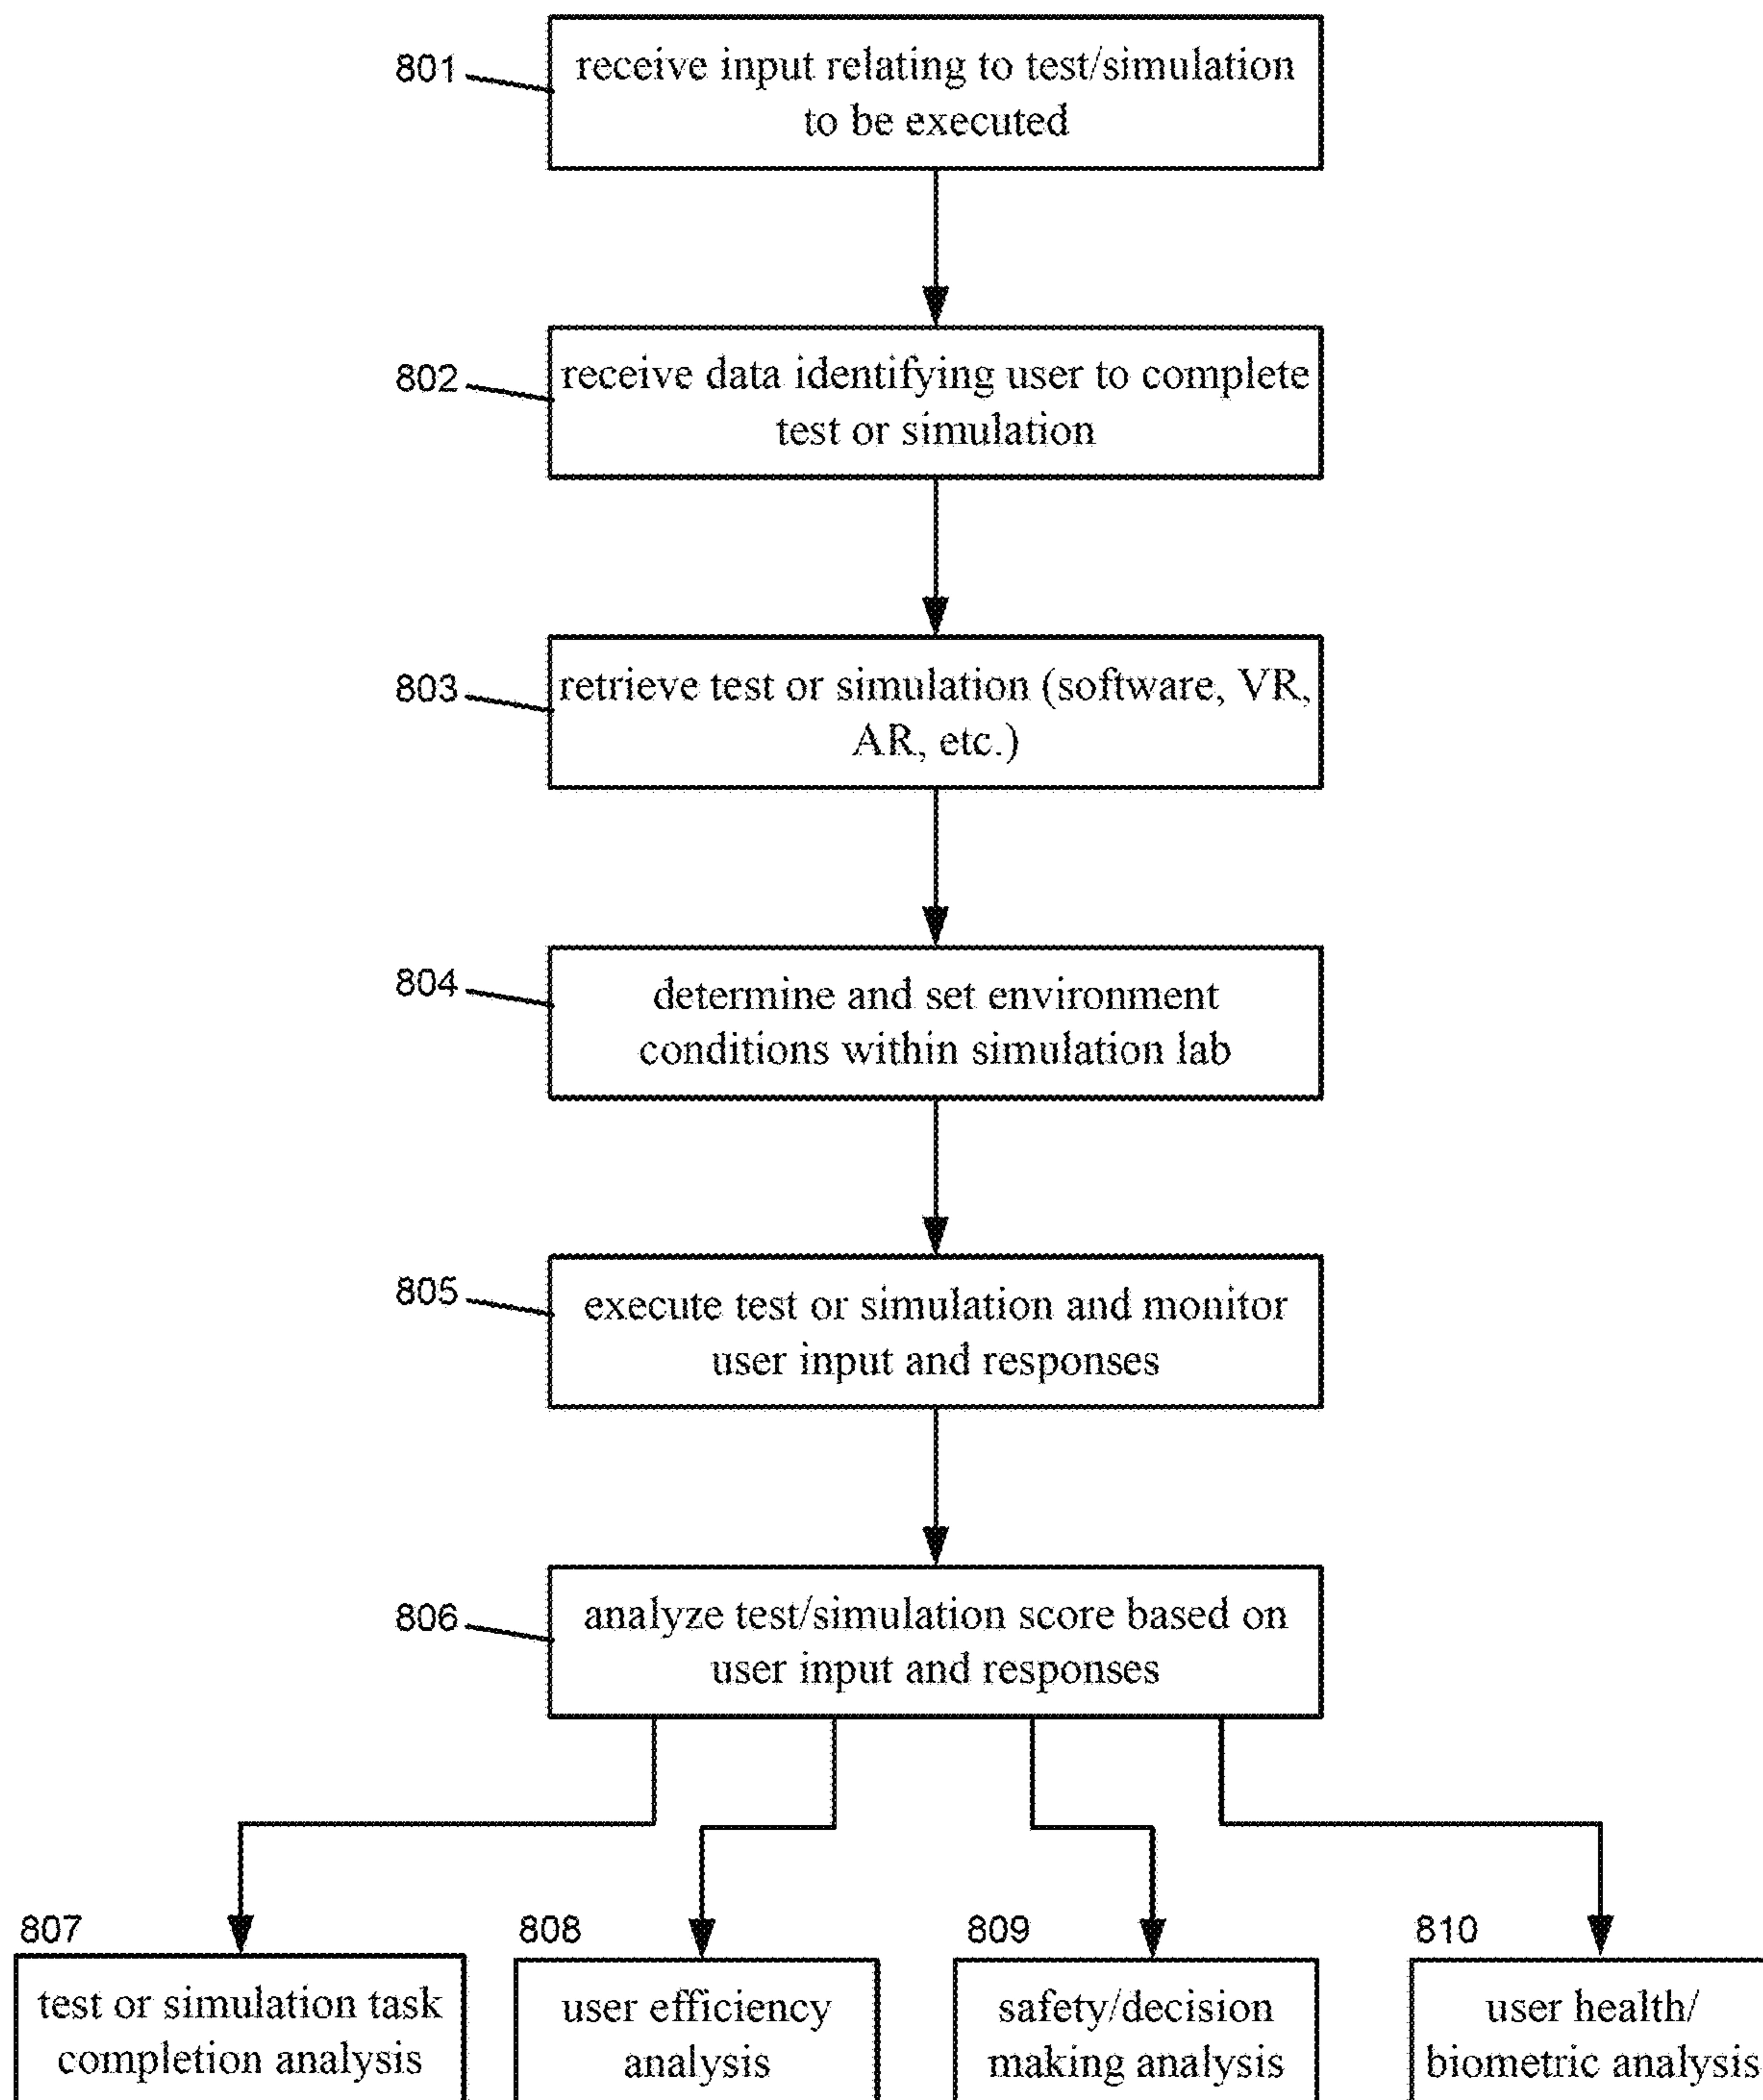 801
receive input relating to test/simulation
to be executed
802
receive data identifying user to complete
test or simulation
803
retrieve test or simulation (software, VR,
AR, etc.)
804
determine and set environment
conditions within simulation lab
805
execute test or simulation and monitor
user input and responses
806
analyze test/simulation score based on
user input and responses
807
test or simulation task
completion analysis
808
user efficiency
analysis
809
safety/decision
making analysis
810
user health/
biometric analysis